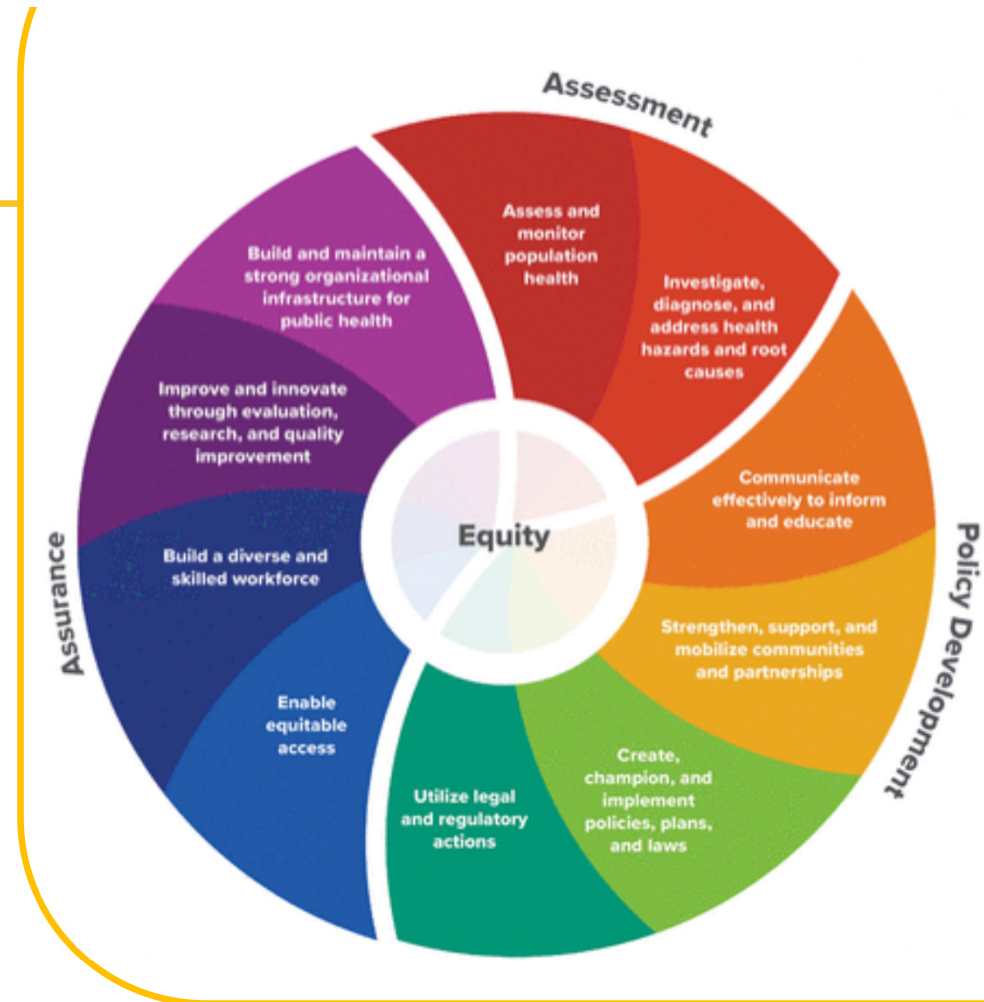 Assessment
Assess and
monitor
population
health
Investigate,
diagnose, and
address health
hazards and root
causes
Policy Development
Communicate
effectively to inform
and educate
Strengthen, support, and
mobilize communities
and partnerships
Create,
champion, and
implement
policies, plans,
and laws
Utilize legal
and regulatory
actions
Assurance
Enable
equitable
access
Build a diverse and
skilled workforce
Improve and innovate
through evaluation,
research, and quality
improvement
Build and maintain a
strong organizational
infrastructure for
public health
Equity